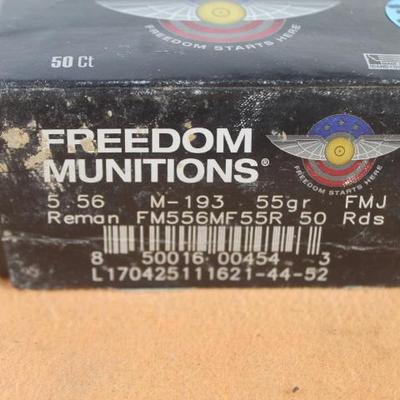 50 Ct
FREEDOM STARTS HERE
FREEDOM
MUNITIONS®
FREEDOM STARTS HERE
5.56 M-193 55gr FMJ
Reman FM556MF55R 50 Rds
8 50016 00454 3
L170425111621-44-52